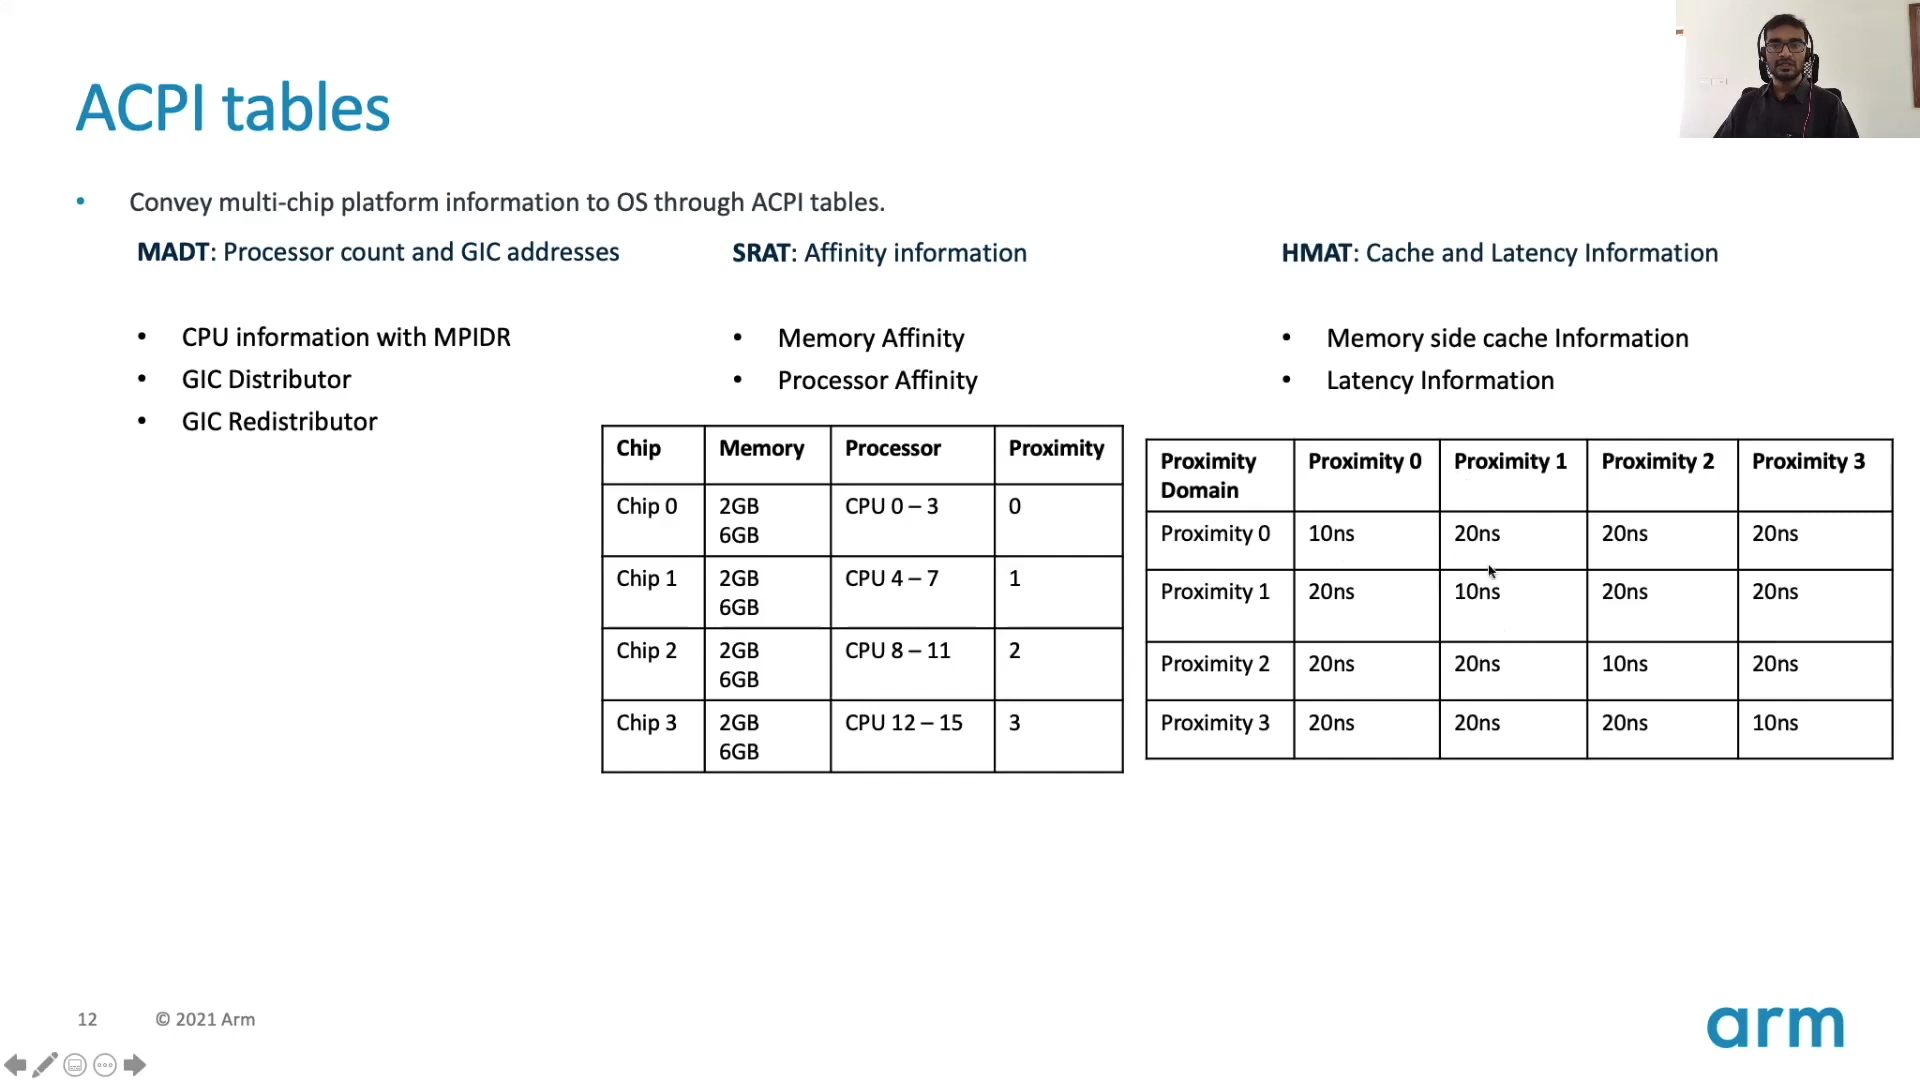 ACPI tables
• Convey multi-chip platform information to OS through ACPI tables.
MADT: Processor count and GIC addresses
• CPU information with MPIDR
• GIC Distributor
• GIC Redistributor
SRAT: Affinity information
• Memory Affinity
• Processor Affinity
Chip Memory Processor Proximity
Chip 0 2GB CPU 0 – 3 0
6GB
Chip 1 2GB CPU 4 – 7 1
6GB
Chip 2 2GB CPU 8 – 11 2
6GB
Chip 3 2GB CPU 12 – 15 3
6GB
HMAT: Cache and Latency Information
• Memory side cache Information
• Latency Information
Proximity Proximity 0 Proximity 1 Proximity 2 Proximity 3
Domain
Proximity 0 10ns 20ns 20ns 20ns
Proximity 1 20ns 10ns 20ns 20ns
Proximity 2 20ns 20ns 10ns 20ns
Proximity 3 20ns 20ns 20ns 10ns
12 © 2021 Arm
arm